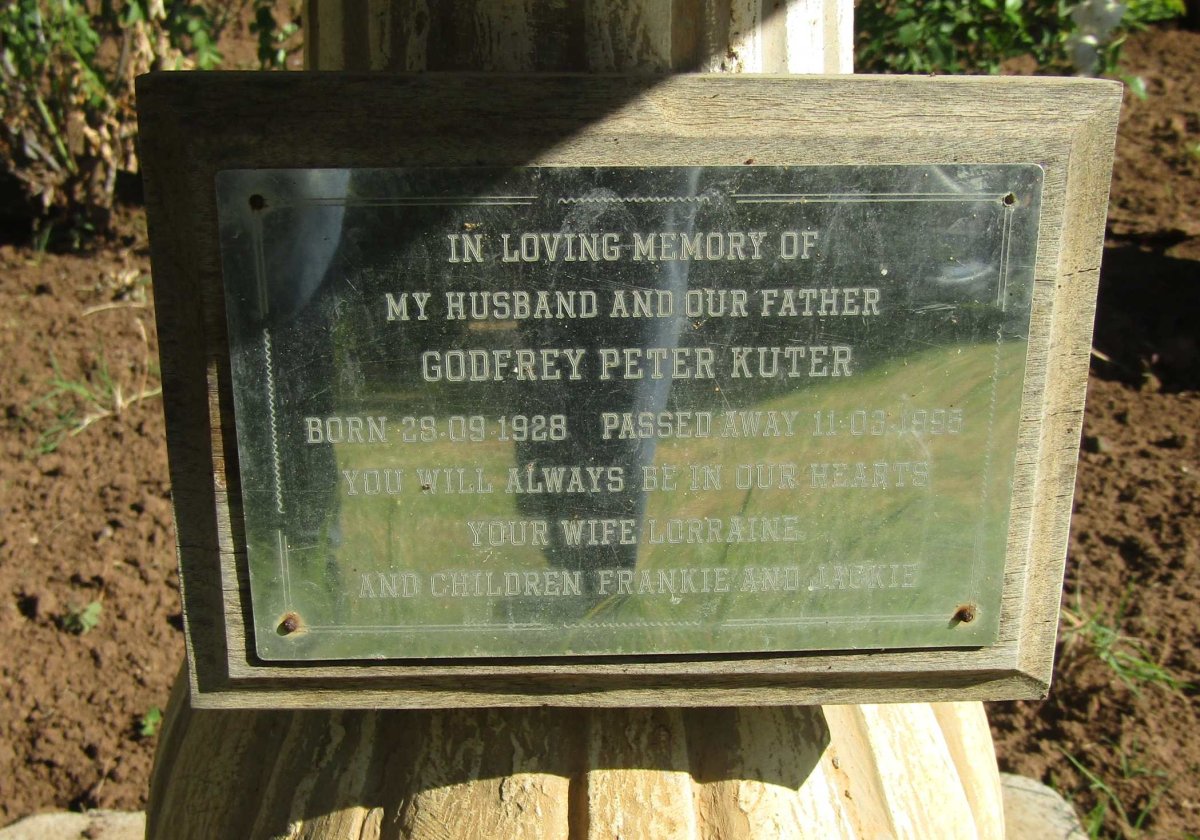 IN LOVING MEMORY OF
MY HUSBAND AND OUR FATHER
GODFREY PETER KUTER
BORN 29·09·1928 PASSED AWAY
YOU WILL ALWAYS BE IN OUR HEARTS
YOUR WIFE LORRAINE
AND CHILDREN FRANKIE AND JACKIE